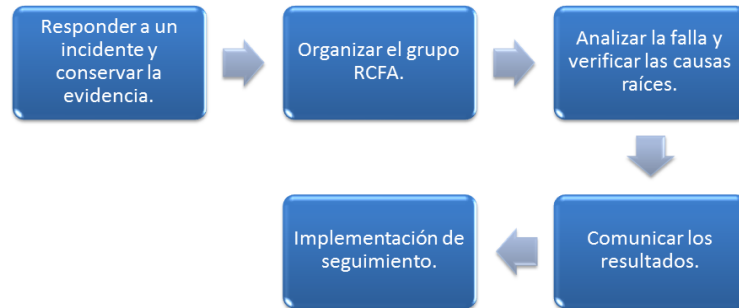 Responder a un
incidente y
conservar la
evidencia.
Organizar el grupo
RCFA.
Analizar la falla y
verificar las causas
raíces.
Comunicar los
resultados.
Implementación de
seguimiento.